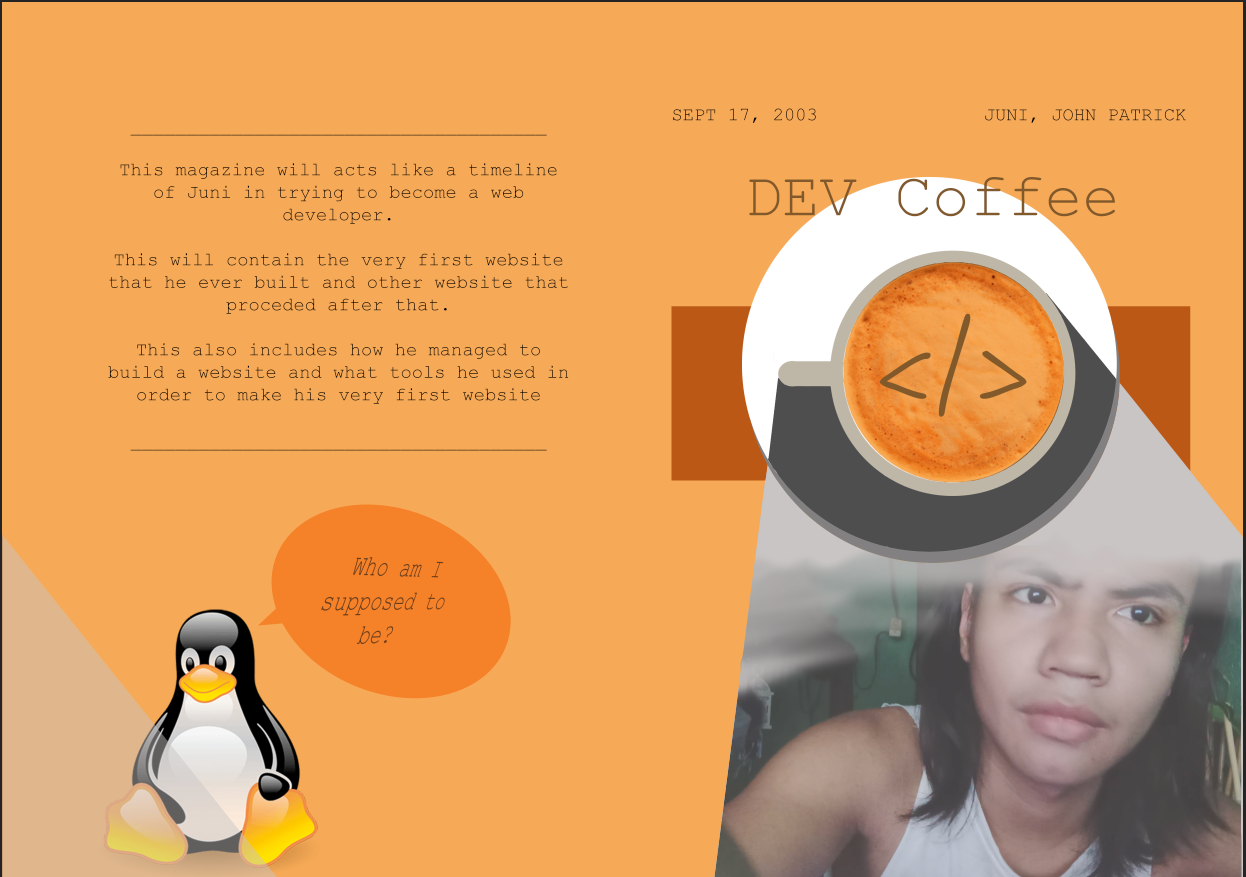 This magazine will acts like a timeline
of Juni in trying to become a web
developer.
This will contain the very first website
that he ever built and other website that
proceded after that.
This also includes how he managed to
build a website and what tools he used in
order to make his very first website
Who am I
supposed to
be?
SEPT 17, 2003 JUNI, JOHN PATRICK
DEV Coffee
</>